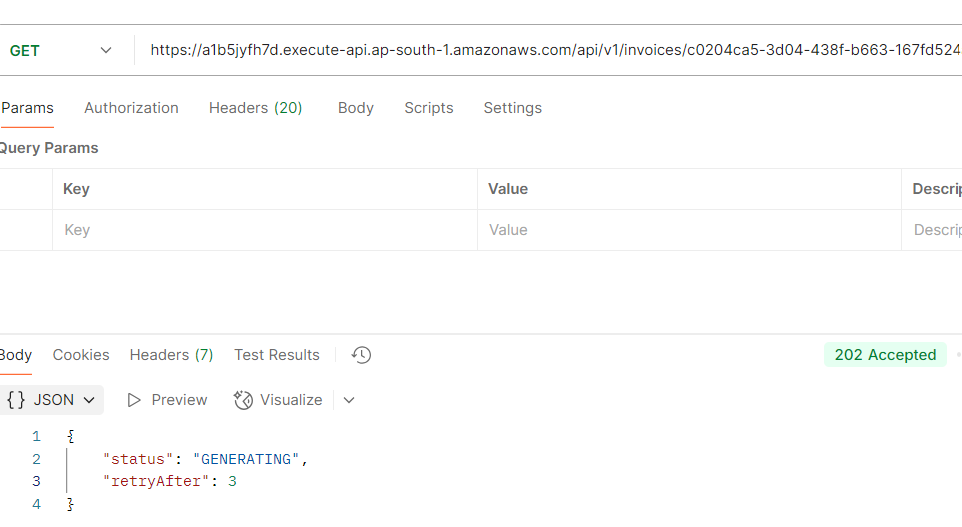 GET https://a1b5jyfh7d.execute-api.ap-south-1.amazonaws.com/api/v1/invoices/c0204ca5-3d04-438f-b663-167fd524
Params Authorization Headers (20) Body Scripts Settings
Query Params
Key Value Descrip
Key Value Descrip
Body Cookies Headers (7) Test Results 202 Accepted
{} JSON Preview Visualize
1 {
2 "status": "GENERATING",
3 "retryAfter": 3
4 }